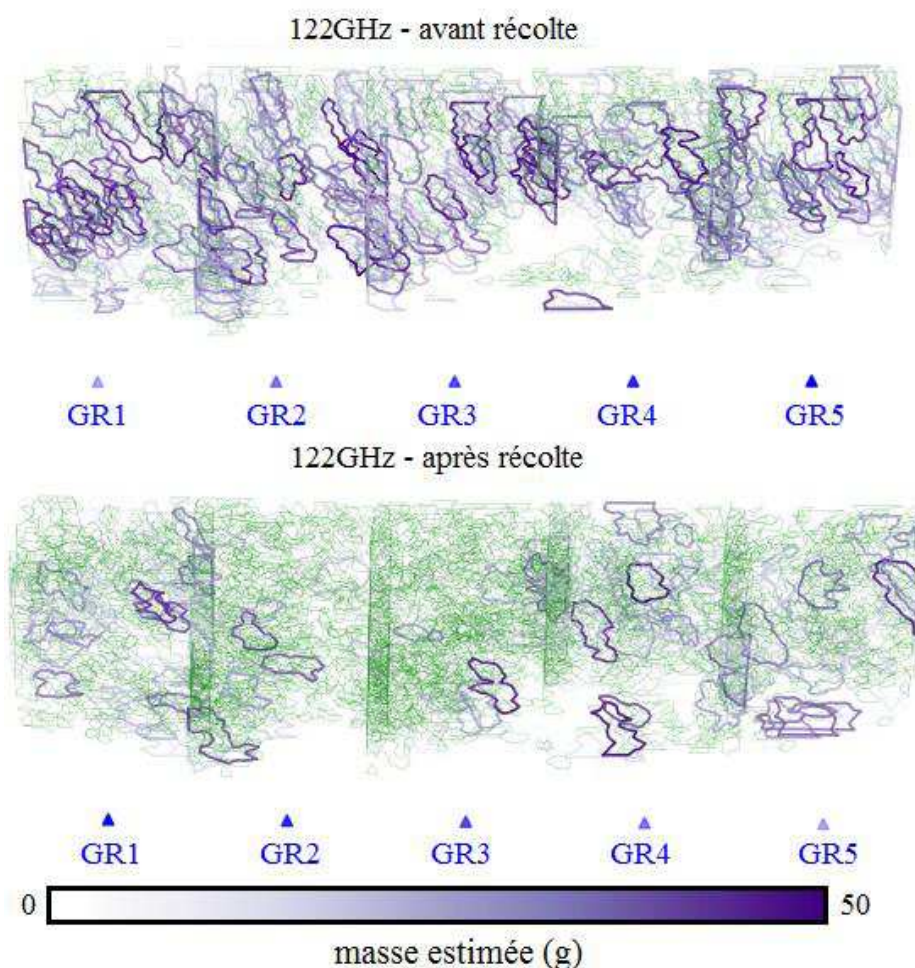 122GHz - avant récolte
GR1 GR2 GR3 GR4 GR5
122GHz - après récolte
GR1 GR2 GR3 GR4 GR5
0 50
masse estimée (g)